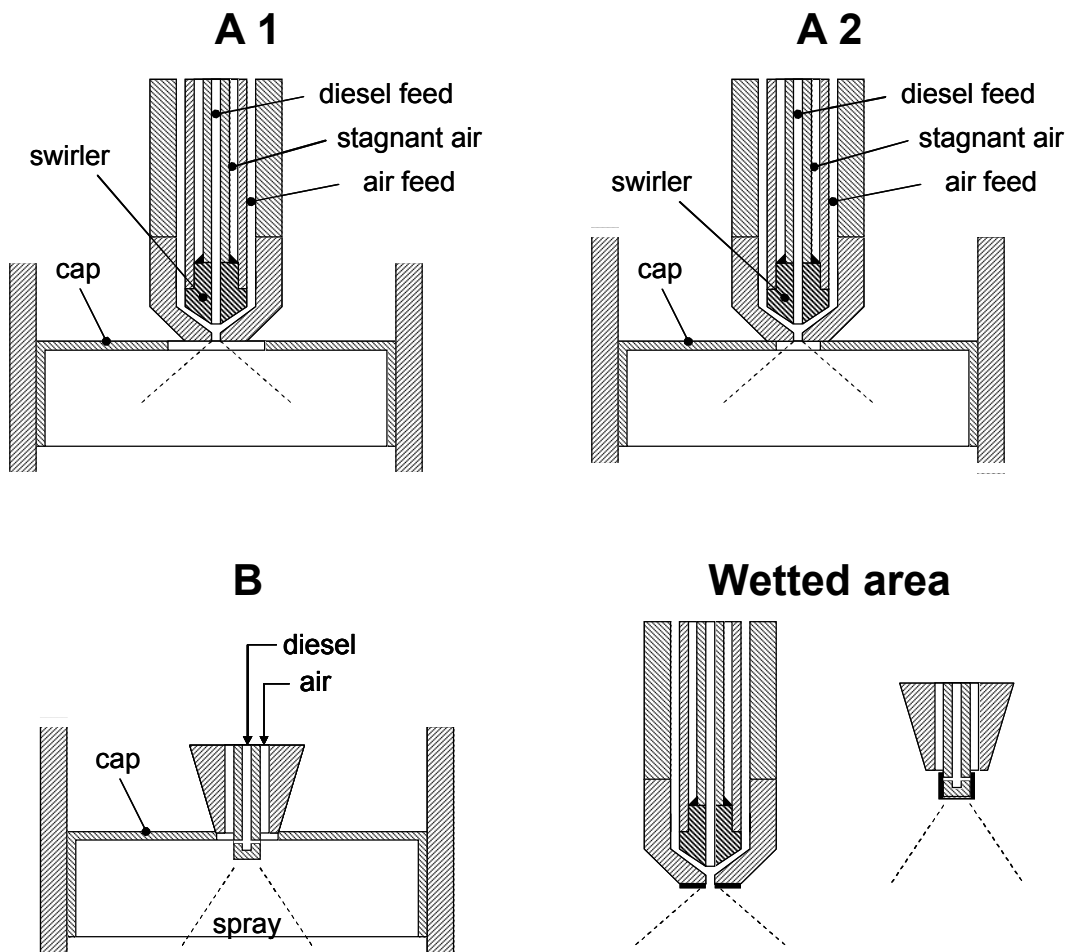 A 1
diesel feed
stagnant air
swirler
air feed
cap
A 2
diesel feed
stagnant air
swirler
air feed
cap
B
diesel
air
cap
spray
Wetted area